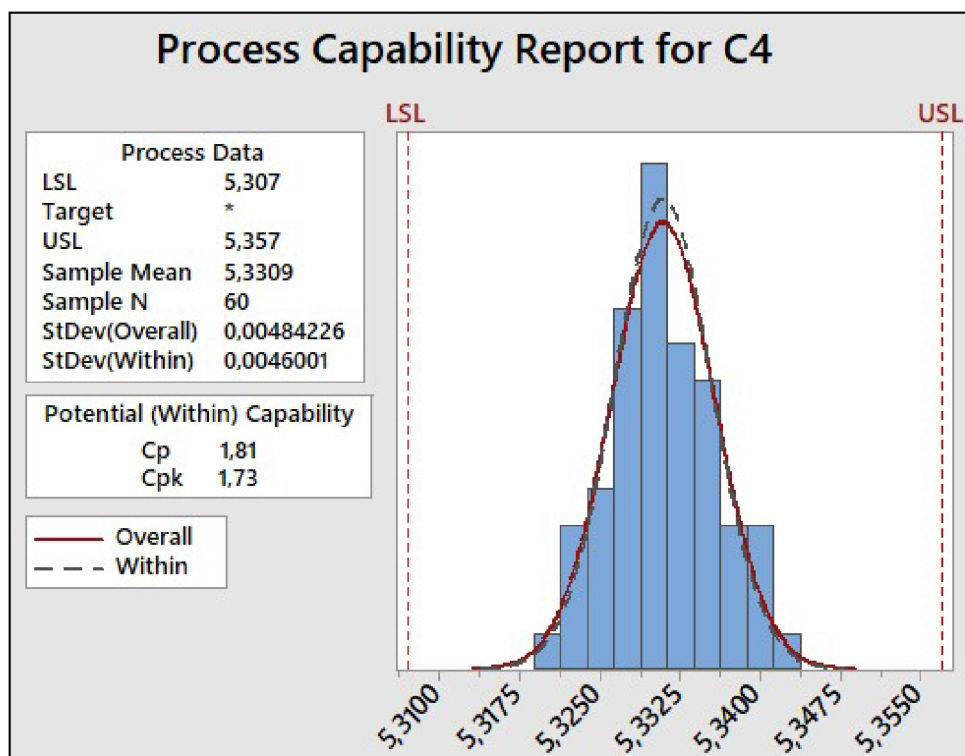 Process Capability Report for C4
LSL
USL
Process Data
LSL 5,307
Target *
USL 5,357
Sample Mean 5,3309
Sample N 60
StDev(Overall) 0,00484226
StDev(Within) 0,0046001
Potential (Within) Capability
Cp 1,81
Cpk 1,73
Overall
Within
5,3100 5,3175 5,3250 5,3325 5,3400 5,3475 5,3550